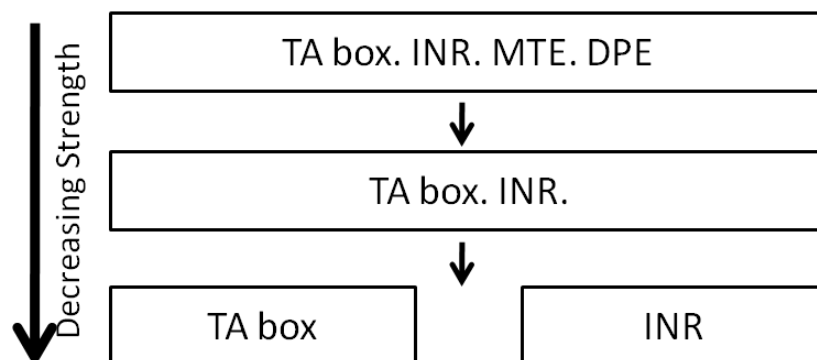 Decreasing Strength
TA box. INR. MTE. DPE
TA box. INR.
TA box
INR